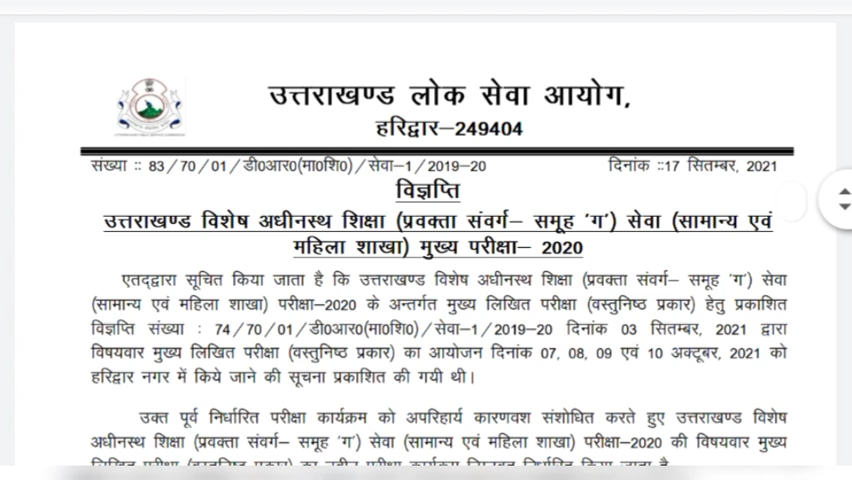 उत्तराखण्ड लोक सेवा आयोग,
हरिद्वार-249404
संख्या :: 83/70/01/डी0आर0(मा0शि0)/सेवा-1/2019-20 दिनांक ::17 सितम्बर, 2021
विज्ञप्ति
उत्तराखण्ड विशेष अधीनस्थ शिक्षा (प्रवक्ता संवर्ग- समूह 'ग') सेवा (सामान्य एवं
महिला शाखा) मुख्य परीक्षा- 2020
एतद्द्वारा सूचित किया जाता है कि उत्तराखण्ड विशेष अधीनस्थ शिक्षा (प्रवक्ता संवर्ग- समूह 'ग') सेवा
(सामान्य एवं महिला शाखा) परीक्षा-2020 के अन्तर्गत मुख्य लिखित परीक्षा (वस्तुनिष्ठ प्रकार) हेतु प्रकाशित
विज्ञप्ति संख्या : 74/70/01/डी0आर0(मा0शि0)/सेवा-1/2019-20 दिनांक 03 सितम्बर, 2021 द्वारा
विषयवार मुख्य लिखित परीक्षा (वस्तुनिष्ठ प्रकार) का आयोजन दिनांक 07, 08, 09 एवं 10 अक्टूबर, 2021 को
हरिद्वार नगर में किये जाने की सूचना प्रकाशित की गयी थी।
उक्त पूर्व निर्धारित परीक्षा कार्यक्रम को अपरिहार्य कारणवश संशोधित करते हुए उत्तराखण्ड विशेष
अधीनस्थ शिक्षा (प्रवक्ता संवर्ग- समूह 'ग') सेवा (सामान्य एवं महिला शाखा) परीक्षा-2020 की विषयवार मुख्य